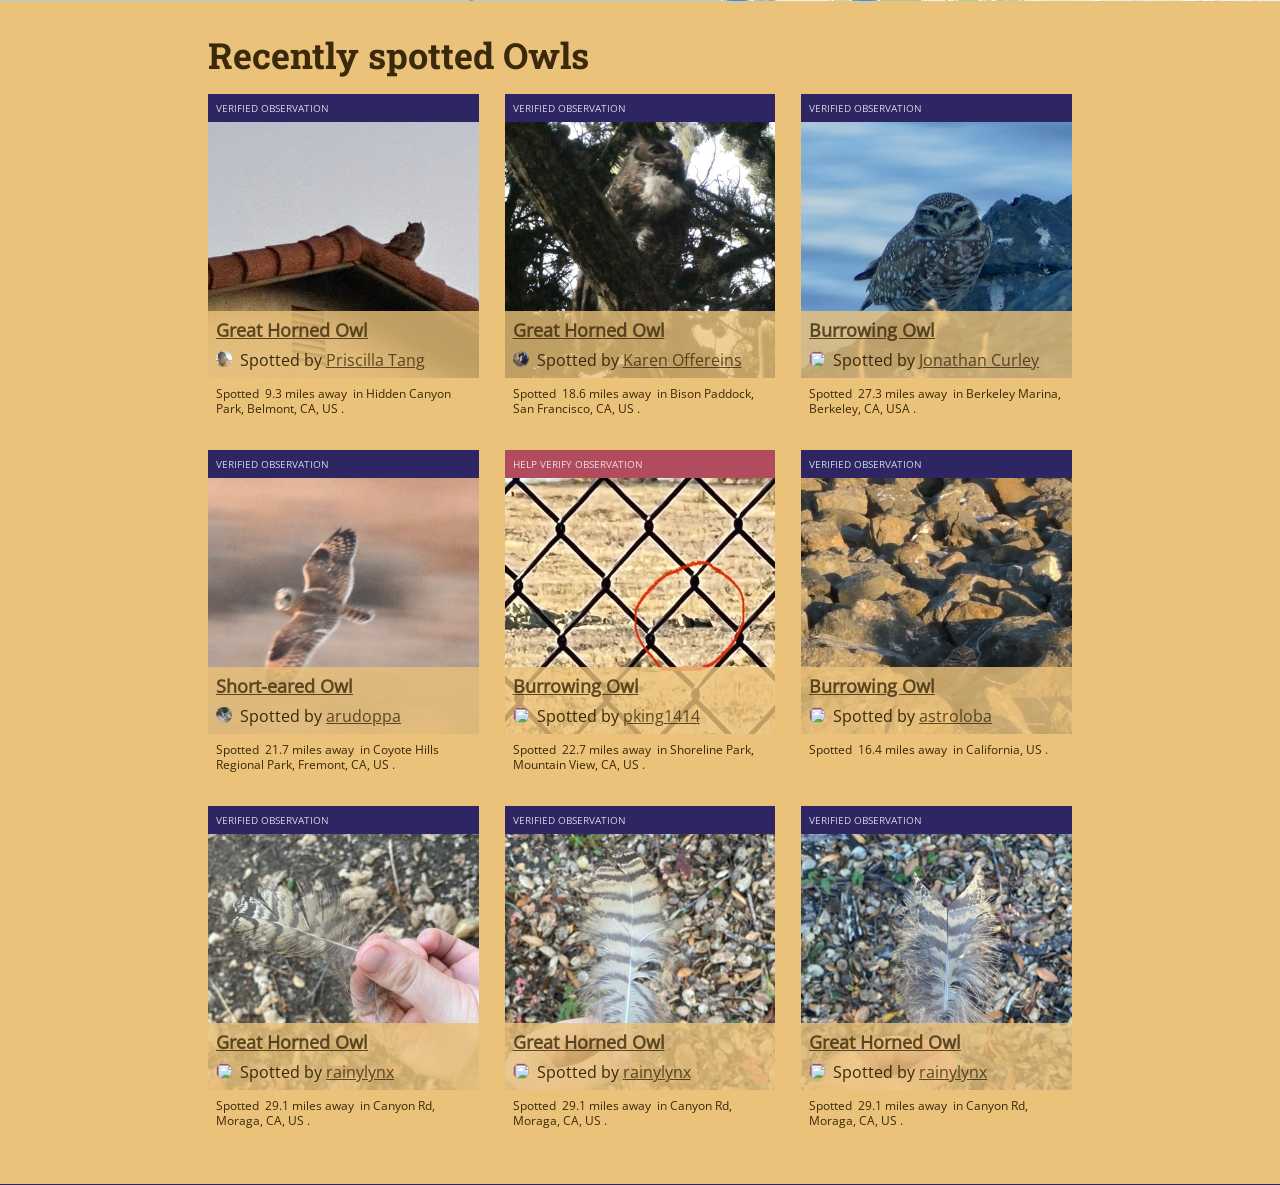 Recently spotted Owls
VERIFIED OBSERVATION
Great Horned Owl
Spotted by Priscilla Tang
Spotted 9.3 miles away in Hidden Canyon
Park, Belmont, CA, US .
VERIFIED OBSERVATION
Great Horned Owl
Spotted by Karen Offereins
Spotted 18.6 miles away in Bison Paddock,
San Francisco, CA, US .
VERIFIED OBSERVATION
Burrowing Owl
Spotted by Jonathan Curley
Spotted 27.3 miles away in Berkeley Marina,
Berkeley, CA, USA .
VERIFIED OBSERVATION
Short-eared Owl
Spotted by arudoppa
Spotted 21.7 miles away in Coyote Hills
Regional Park, Fremont, CA, US .
HELP VERIFY OBSERVATION
Burrowing Owl
Spotted by pking1414
Spotted 22.7 miles away in Shoreline Park,
Mountain View, CA, US .
VERIFIED OBSERVATION
Burrowing Owl
Spotted by astroloba
Spotted 16.4 miles away in California, US .
VERIFIED OBSERVATION
Great Horned Owl
Spotted by rainylynx
Spotted 29.1 miles away in Canyon Rd,
Moraga, CA, US .
VERIFIED OBSERVATION
Great Horned Owl
Spotted by rainylynx
Spotted 29.1 miles away in Canyon Rd,
Moraga, CA, US .
VERIFIED OBSERVATION
Great Horned Owl
Spotted by rainylynx
Spotted 29.1 miles away in Canyon Rd,
Moraga, CA, US .